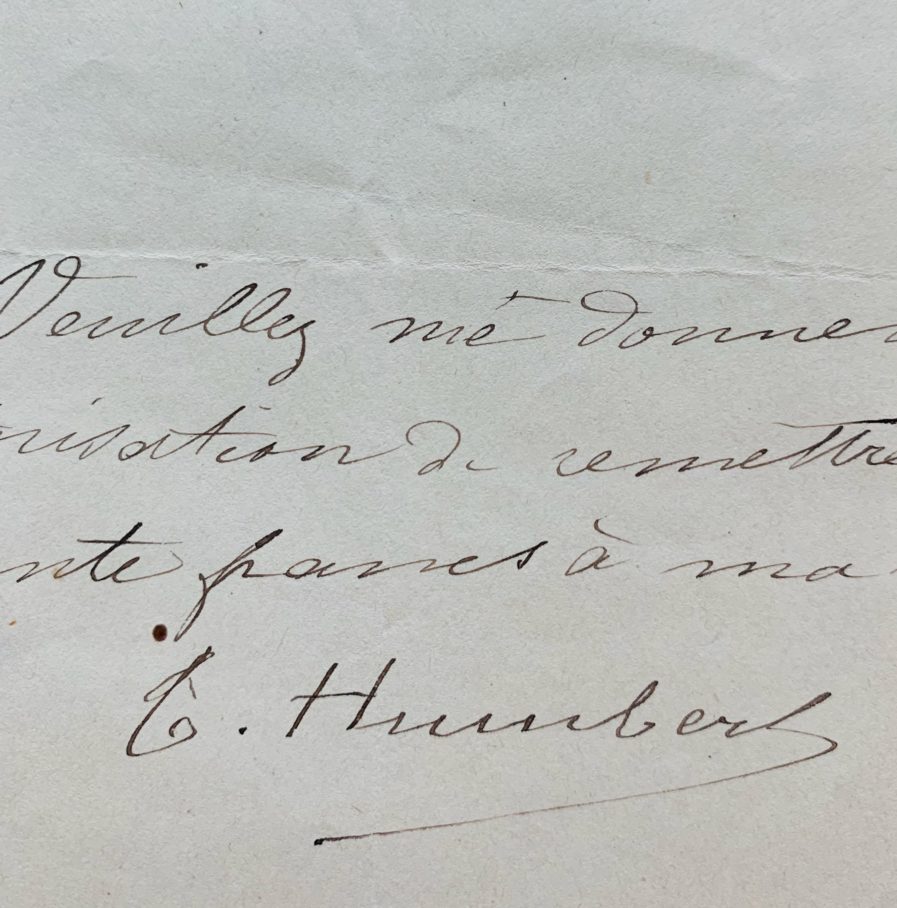 Veuillez me donner
risation de remettre
nte francs à ma
E. Humbert